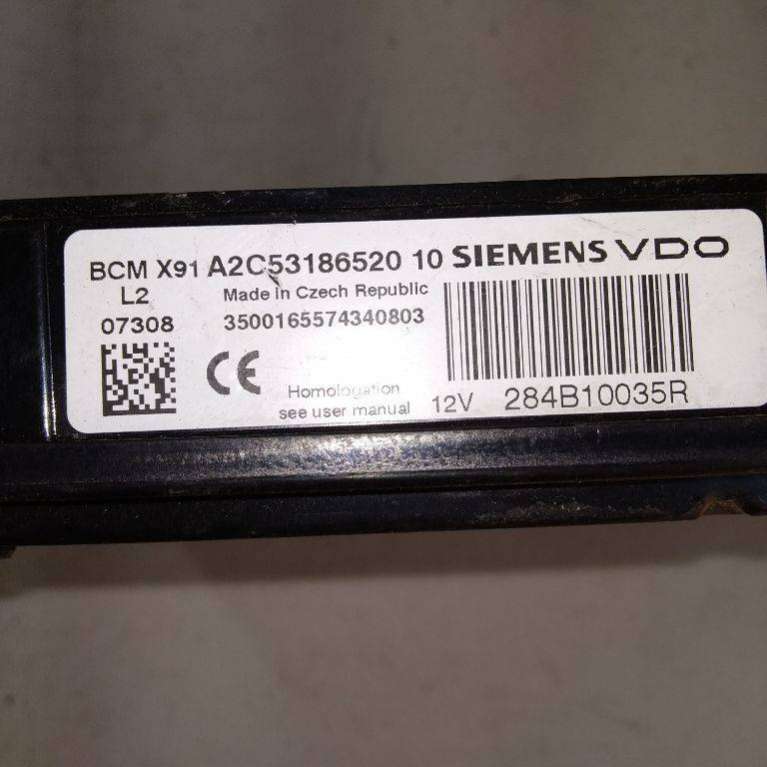 BCM X91 A2C53186520 10 SIEMENS VDO
L2 Made in Czech Republic
07308 3500165574340803
CE
Homologation
see user manual 12V 284B10035R